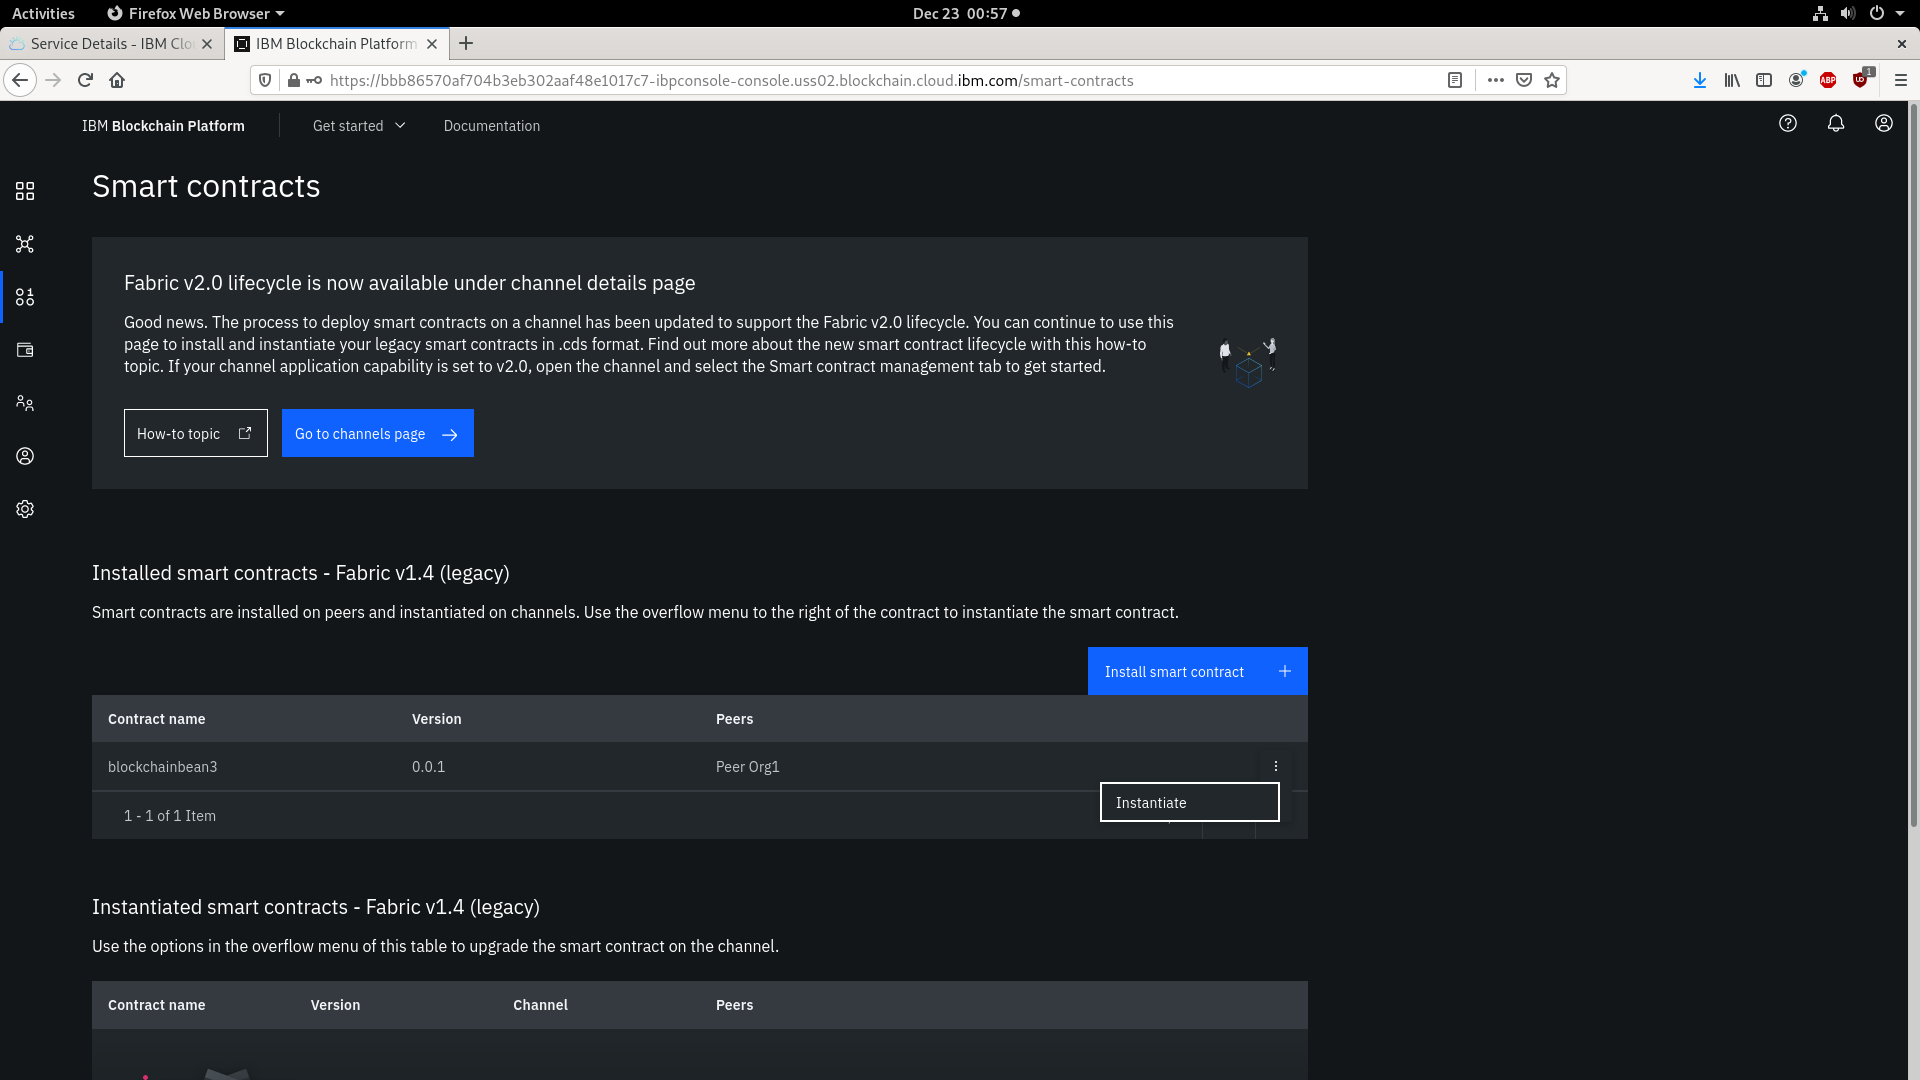 Activities
Firefox Web Browser
Dec 23 00:57
Service Details - IBM Clo
IBM Blockchain Platform
https://bbb86570af704b3eb302aaf48e1017c7-ibpconsole-console.uss02.blockchain.cloud.ibm.com/smart-contracts
ABP
1
IBM Blockchain Platform
Get started
Documentation
Smart contracts
Fabric v2.0 lifecycle is now available under channel details page
Good news. The process to deploy smart contracts on a channel has been updated to support the Fabric v2.0 lifecycle. You can continue to use this
page to install and instantiate your legacy smart contracts in .cds format. Find out more about the new smart contract lifecycle with this how-to
topic. If your channel application capability is set to v2.0, open the channel and select the Smart contract management tab to get started.
How-to topic
Go to channels page
Installed smart contracts - Fabric v1.4 (legacy)
Smart contracts are installed on peers and instantiated on channels. Use the overflow menu to the right of the contract to instantiate the smart contract.
Install smart contract
Contract name Version Peers
blockchainbean3 0.0.1 Peer Org1
Instantiate
1 - 1 of 1 Item
Instantiated smart contracts - Fabric v1.4 (legacy)
Use the options in the overflow menu of this table to upgrade the smart contract on the channel.
Contract name Version Channel Peers